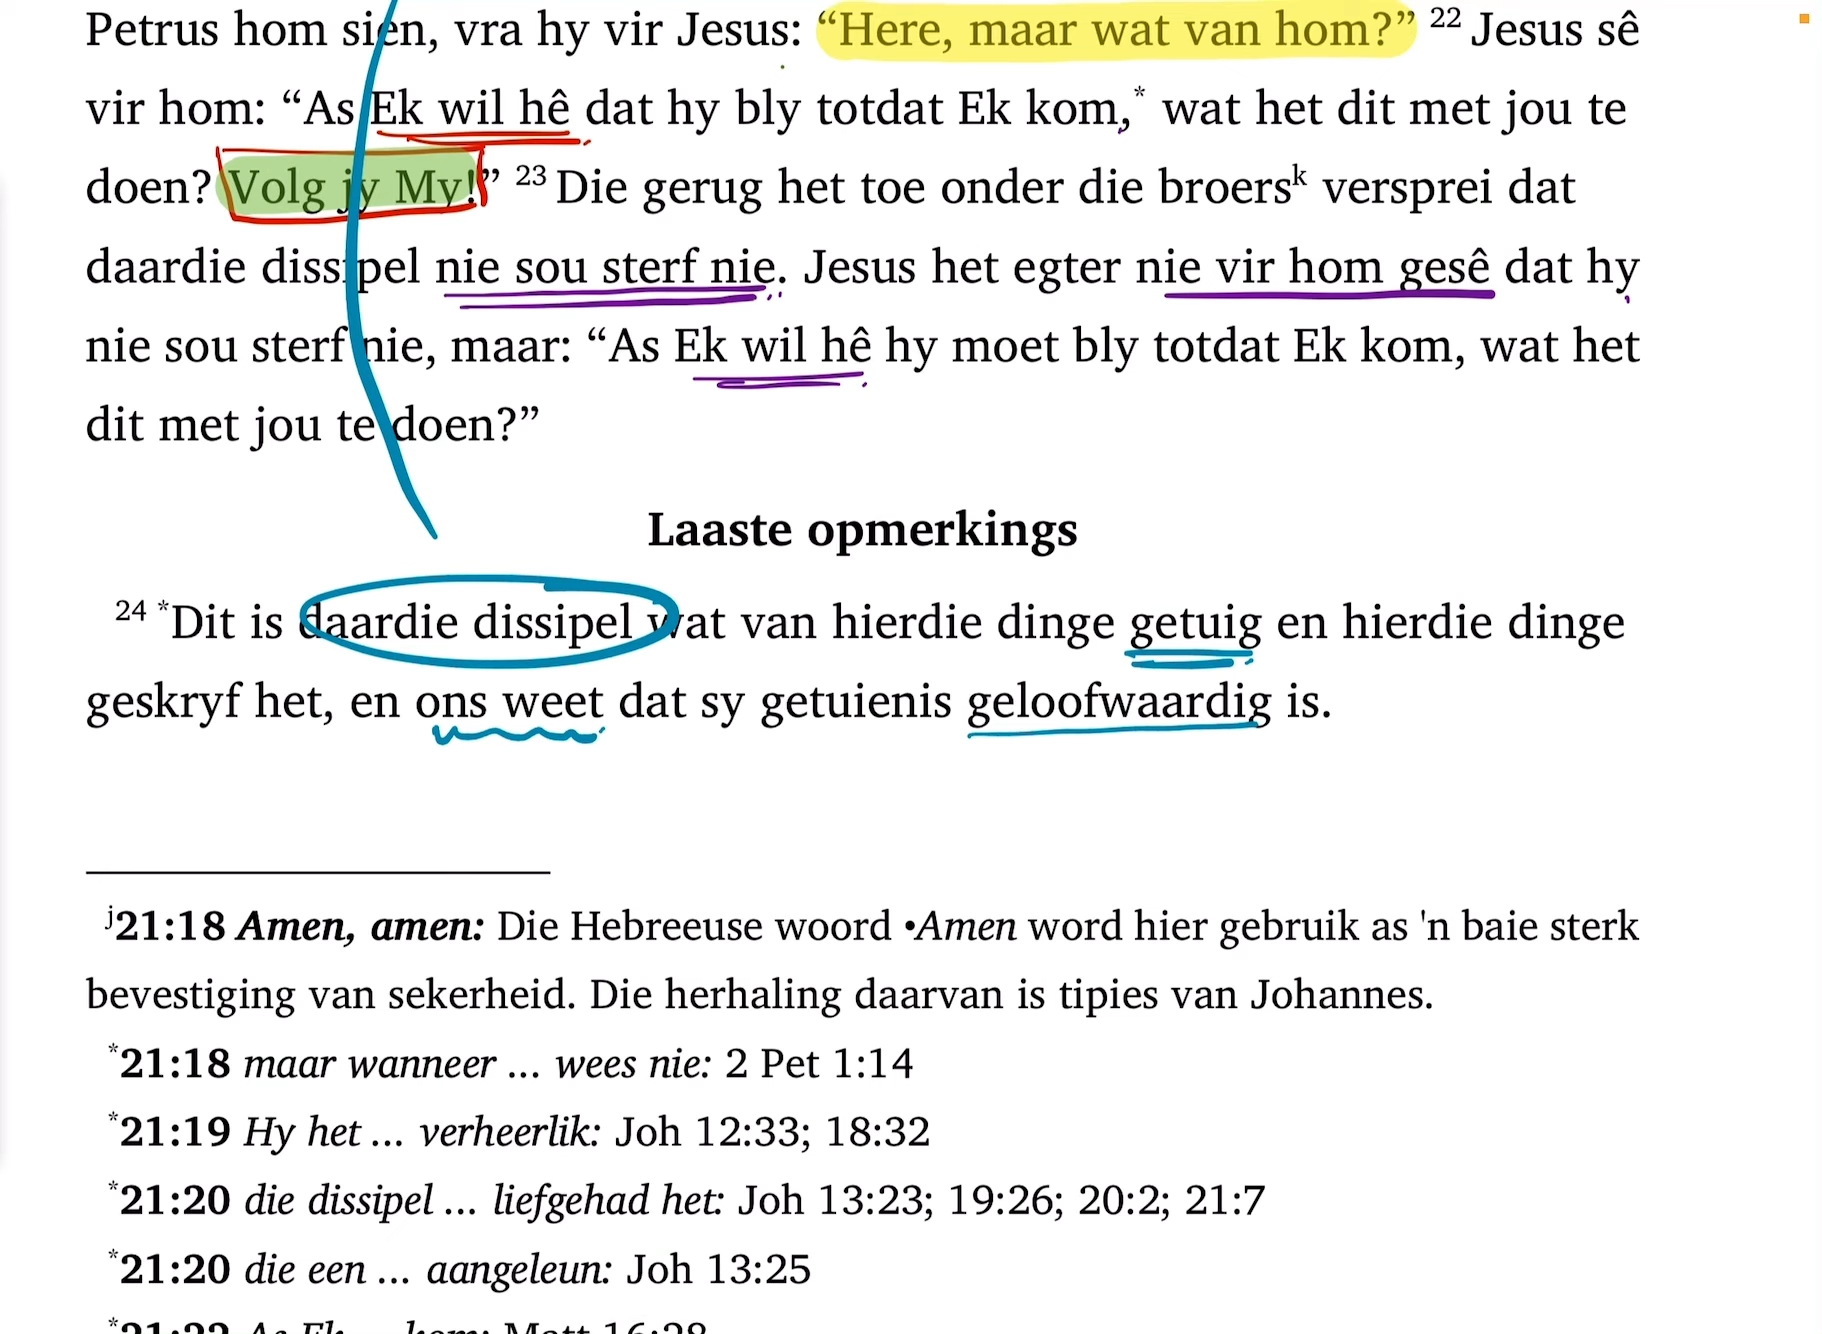 Petrus hom sien, vra hy vir Jesus: “Here, maar wat van hom?” 22 Jesus sê
vir hom: “As Ek wil hê dat hy bly totdat Ek kom,* wat het dit met jou te
doen? Volg jy My!” 23 Die gerug het toe onder die broersk versprei dat
daardie dissipel nie sou sterf nie. Jesus het egter nie vir hom gesê dat hy
nie sou sterf nie, maar: “As Ek wil hê hy moet bly totdat Ek kom, wat het
dit met jou te doen?”
Laaste opmerkings
24 *Dit is daardie dissipel wat van hierdie dinge getuig en hierdie dinge
geskryf het, en ons weet dat sy getuienis geloofwaardig is.
j21:18 Amen, amen: Die Hebreeuse woord •Amen word hier gebruik as 'n baie sterk
bevestiging van sekerheid. Die herhaling daarvan is tipies van Johannes.
*21:18 maar wanneer ... wees nie: 2 Pet 1:14
*21:19 Hy het ... verheerlik: Joh 12:33; 18:32
*21:20 die dissipel ... liefgehad het: Joh 13:23; 19:26; 20:2; 21:7
*21:20 die een ... aangeleun: Joh 13:25
*21:22 As Ek ... kom: Matt 16:28